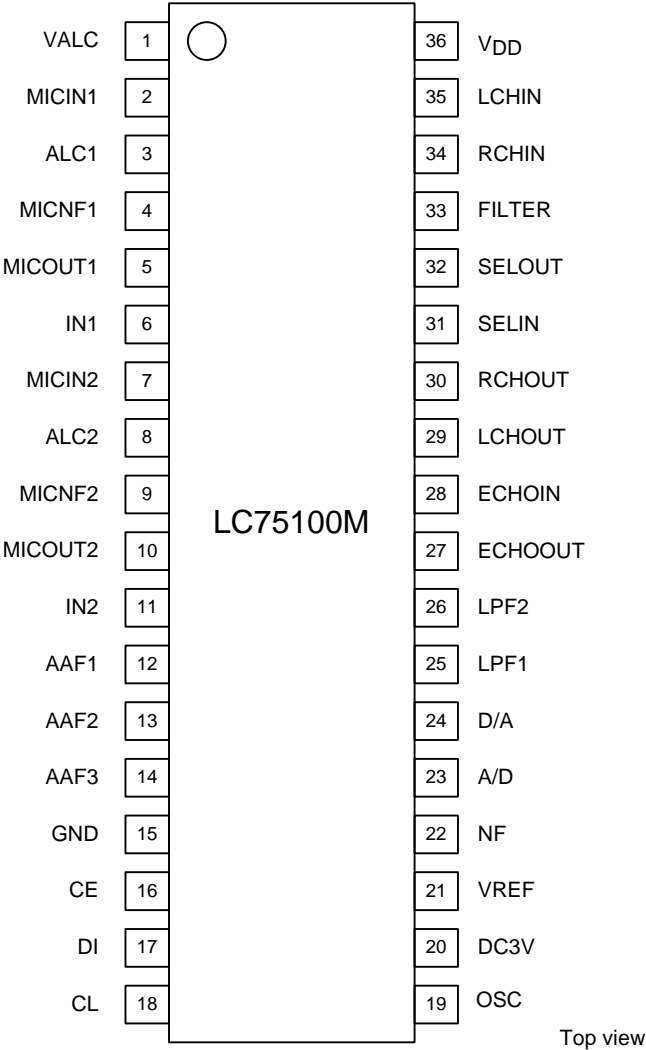 VALC 1 36 VDD
MICIN1 2 35 LCHIN
ALC1 3 34 RCHIN
MICNF1 4 33 FILTER
MICOUT1 5 32 SELOUT
IN1 6 31 SELIN
MICIN2 7 30 RCHOUT
ALC2 8 29 LCHOUT
MICNF2 9 28 ECHOIN
LC75100M
MICOUT2 10 27 ECHOOUT
IN2 11 26 LPF2
AAF1 12 25 LPF1
AAF2 13 24 D/A
AAF3 14 23 A/D
GND 15 22 NF
CE 16 21 VREF
DI 17 20 DC3V
CL 18 19 OSC
Top view